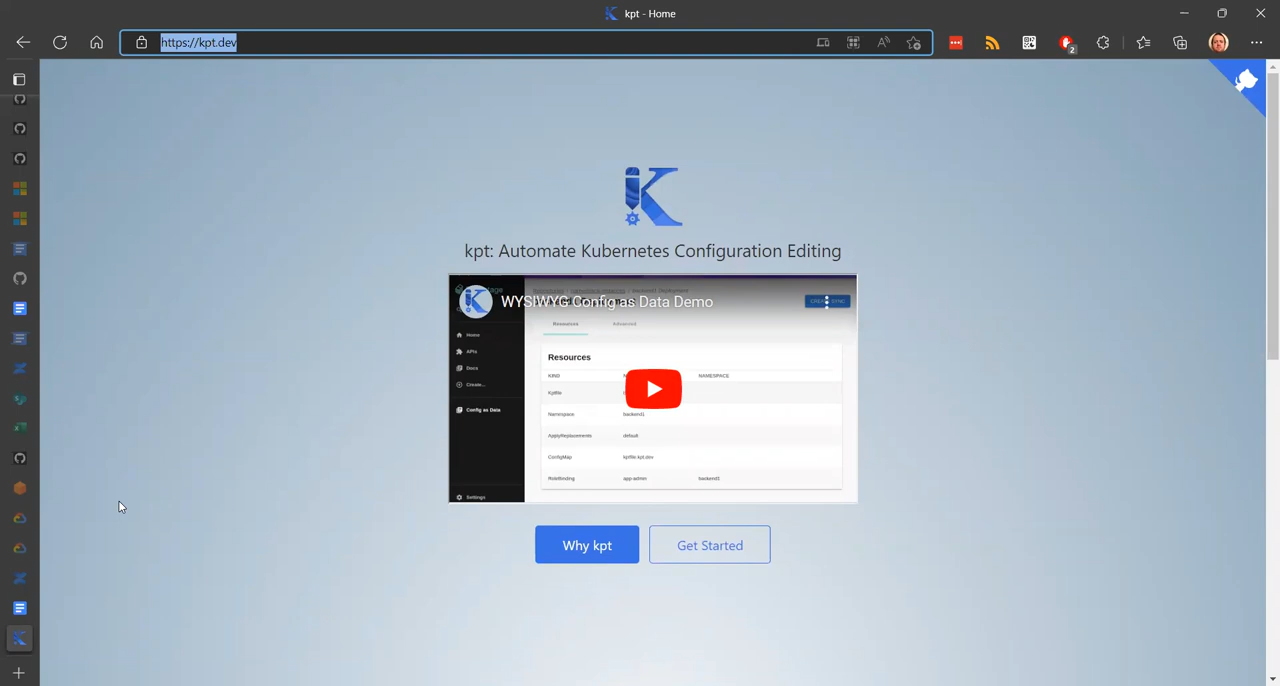 kpt - Home
https://kpt.dev
2
kpt: Automate Kubernetes Configuration Editing
WYSIWYG Config as Data Demo
Resources
Advanced
Home
APIs
Docs
Create...
Config as Data
Settings
Resources
KIND
NAMESPACE
Kptfile
Namespace
backend1
ApplyReplacements
default
ConfigMap
kptfile.kpt.dev
RoleBinding
app-admin
backend1
Why kpt
Get Started